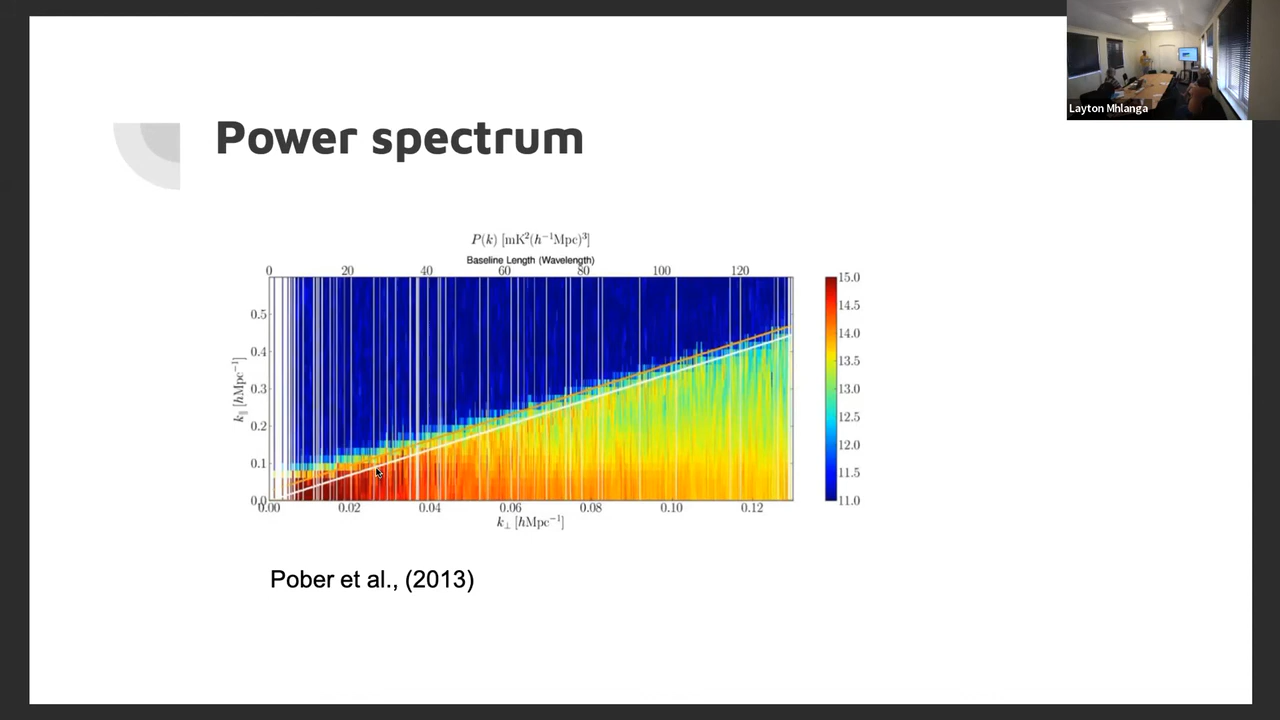 Layton Mhlanga
Power spectrum
P(k) [mK²(h⁻¹Mpc)³]
Baseline Length (Wavelength)
0 20 40 60 80 100 120
15.0
14.5
14.0
13.5
13.0
12.5
12.0
11.5
11.0
k∥ [hMpc⁻¹]
0.5
0.4
0.3
0.2
0.1
0.0
0.00 0.02 0.04 0.06 0.08 0.10 0.12
k⊥ [hMpc⁻¹]
Pober et al., (2013)